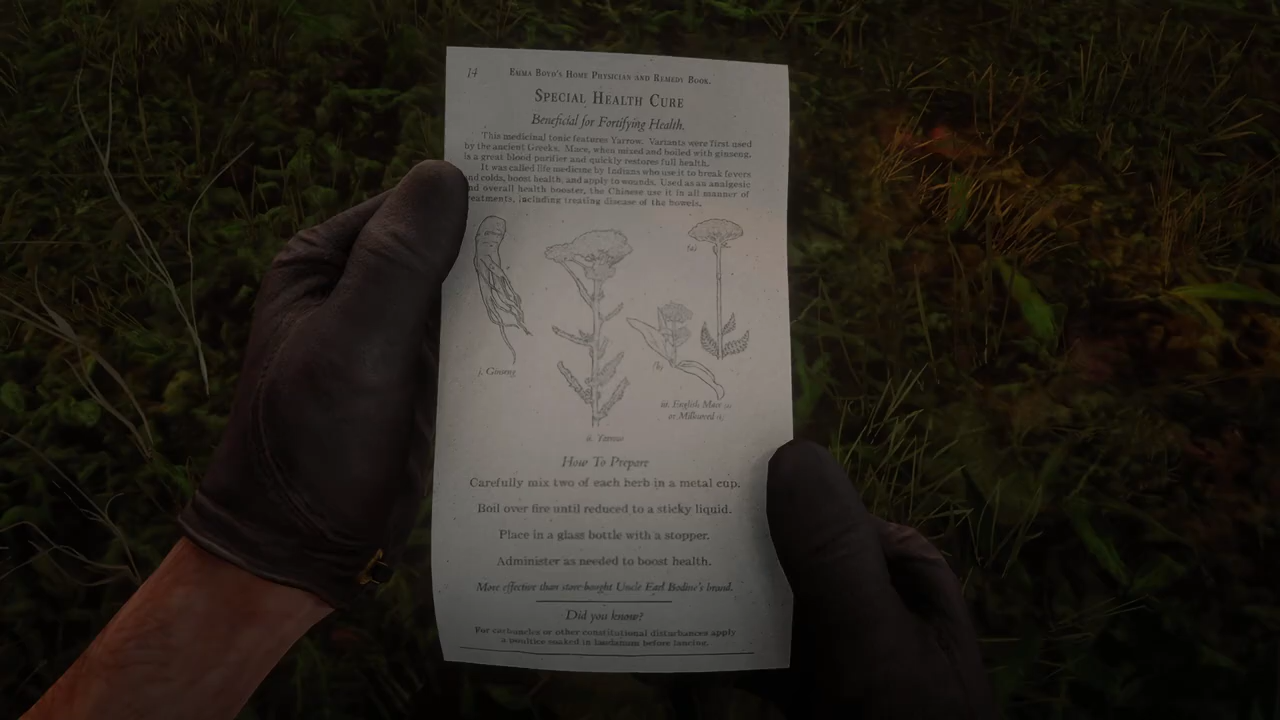 14 EMMA BOYD'S HOME PHYSICIAN AND REMEDY BOOK.
SPECIAL HEALTH CURE
Beneficial for Fortifying Health.
This medicinal tonic features Yarrow. Variants were first used
by the ancient Greeks. Mace, when mixed and boiled with ginseng,
is a great blood purifier and quickly restores full health.
It was called life medicine by Indians who use it to break fevers
and colds, boost health, and apply to wounds. Used as an analgesic
and overall health booster, the Chinese use it in all manner of
treatments, including treating disease of the bowels.
i. Ginseng
ii. Yarrow
iii. English Mace
or Milkweed
How To Prepare
Carefully mix two of each herb in a metal cup.
Boil over fire until reduced to a sticky liquid.
Place in a glass bottle with a stopper.
Administer as needed to boost health.
More effective than store-bought Uncle Earl Bodine's brand.
Did you know?
For carbuncles or other constitutional disturbances apply
a poultice soaked in laudanum before lancing.